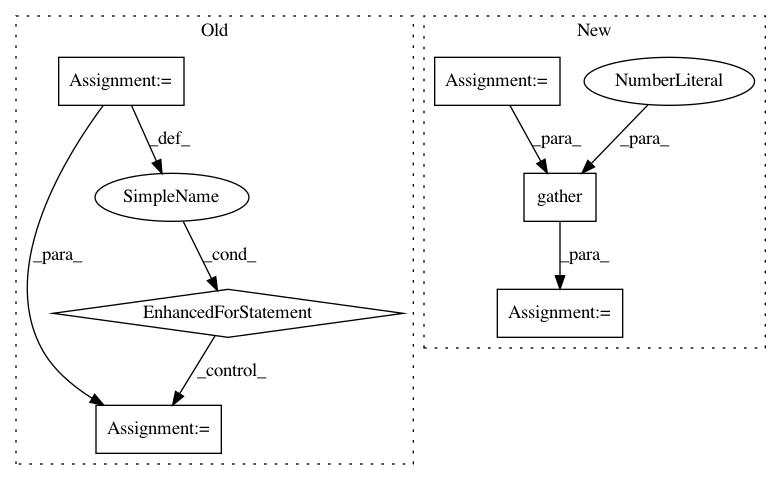 Old
New
Assignment:=
Assignment:=
NumberLiteral
_def_
_para_
_para_
SimpleName
gather
_para_
_cond_
_para_
EnhancedForStatement
Assignment:=
_control_
Assignment:=